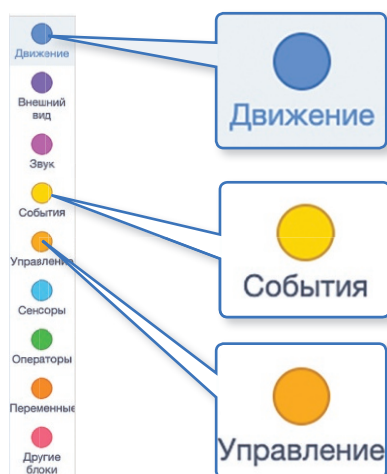 Движение
Внешний
вид
Звук
События
Управление
Сенсоры
Операторы
Переменные
Другие
блоки
Движение
События
Управление